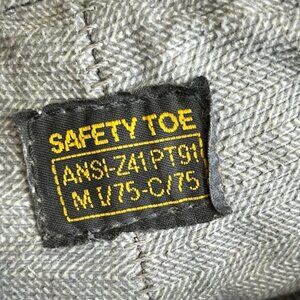 SAFETY TOE
ANSI-Z41 PT91
M I/75-C/75